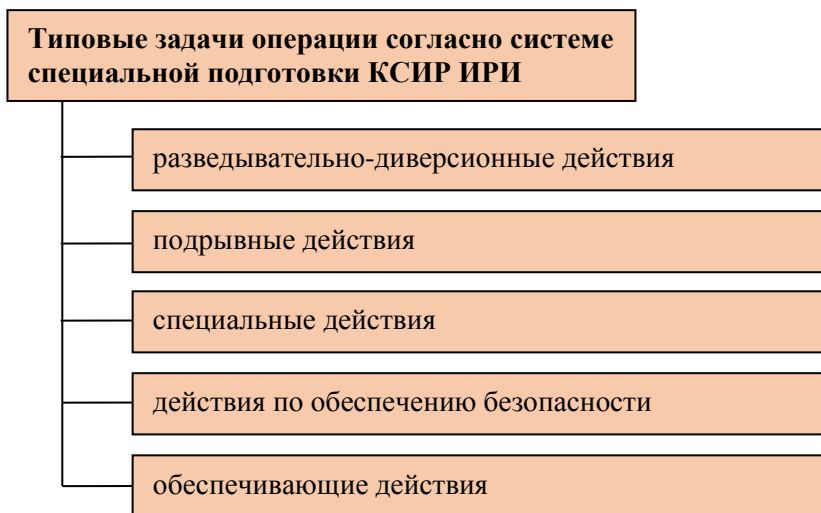 Типовые задачи операции согласно системе
специальной подготовки КСИР ИРИ
разведывательно-диверсионные действия
подрывные действия
специальные действия
действия по обеспечению безопасности
обеспечивающие действия